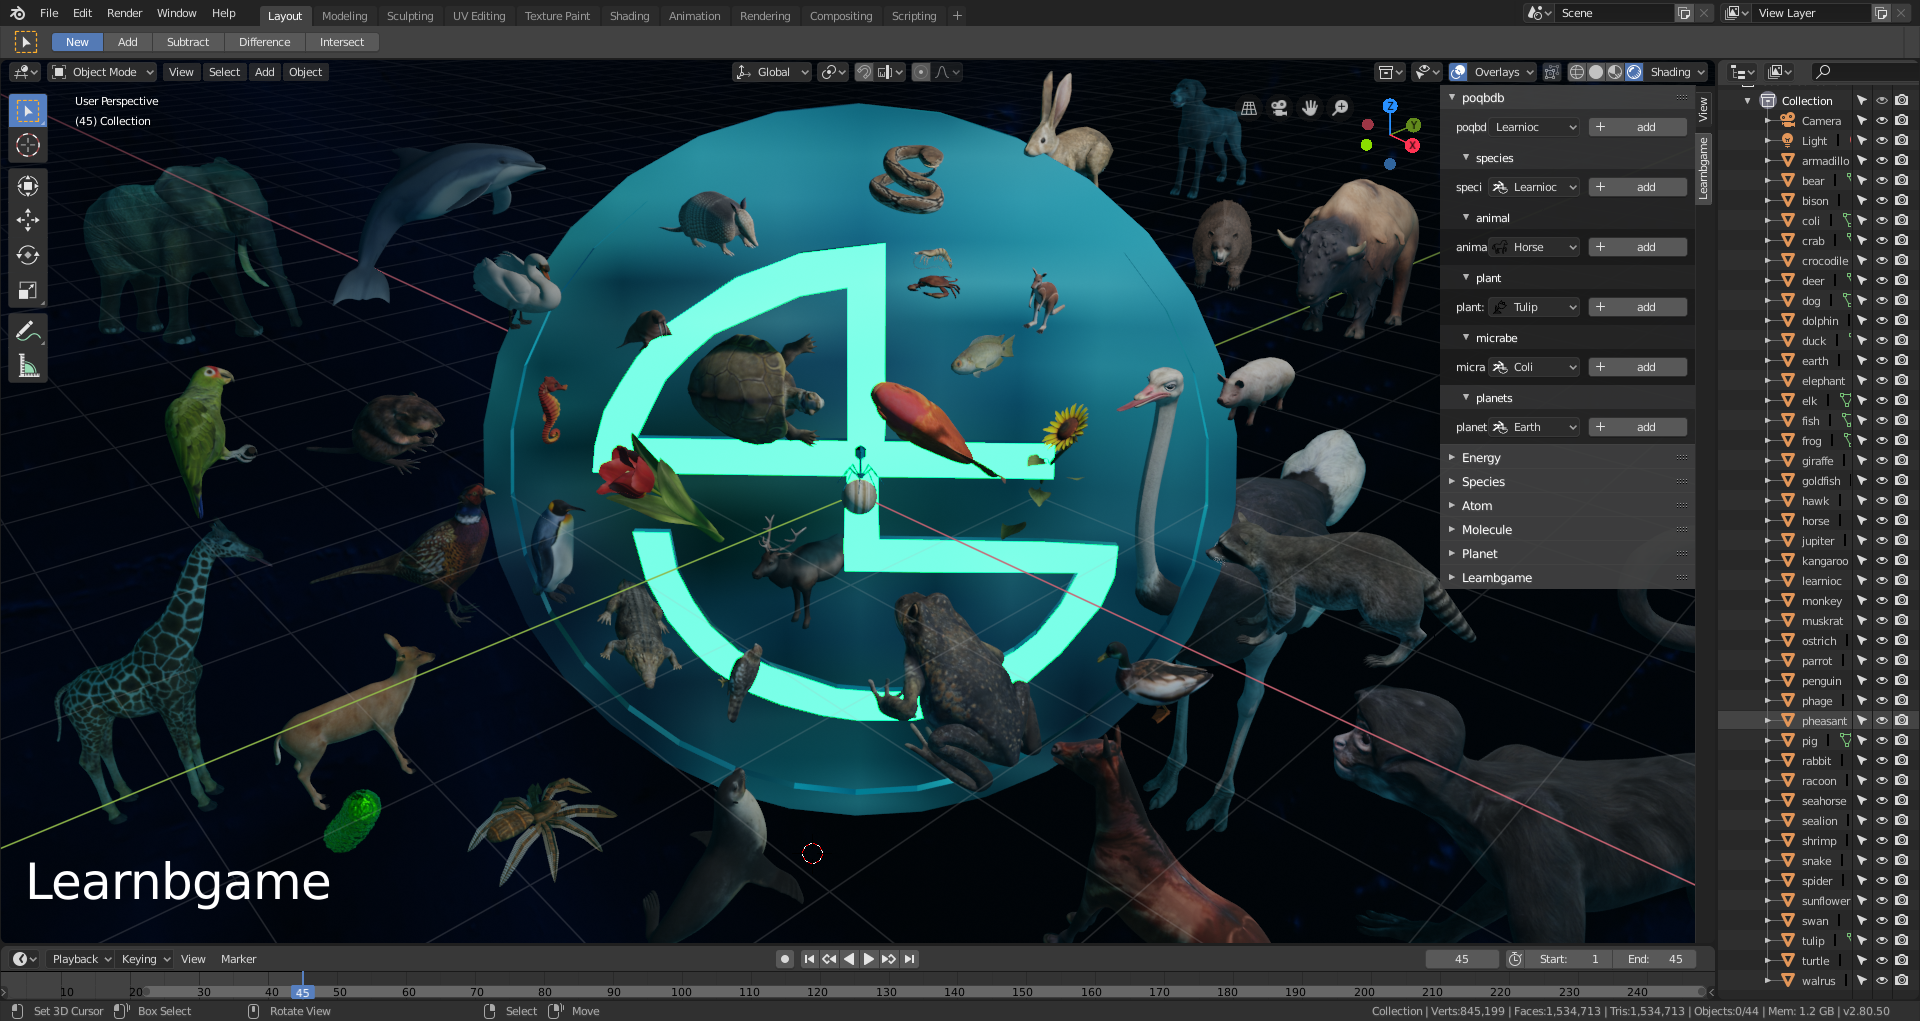 File Edit Render Window Help Layout Modeling Sculpting UV Editing Texture Paint Shading Animation Rendering Compositing Scripting + Scene View Layer
New Add Subtract Difference Intersect
Object Mode View Select Add Object Global Overlays Shading
User Perspective
(45) Collection
Z
Y
X
View
Learnbgame
poqbdb
poqbd Learnioc + add
species
speci Learnioc + add
animal
anima Horse + add
plant
plant: Tulip + add
micrabe
micra Coli + add
planets
planet Earth + add
Energy
Species
Atom
Molecule
Planet
Learnbgame
Collection
Camera
Light
armadillo
bear
bison
coli
crab
crocodile
deer
dog
dolphin
duck
earth
elephant
elk
fish
frog
giraffe
goldfish
hawk
horse
jupiter
kangaroo
learnioc
monkey
muskrat
ostrich
parrot
penguin
phage
pheasant
pig
rabbit
racoon
seahorse
sealion
shrimp
snake
spider
sunflower
swan
tulip
turtle
walrus
Learnbgame
Playback Keying View Marker 45 Start: 1 End: 45
10 20 30 40 45 50 60 70 80 90 100 110 120 130 140 150 160 170 180 190 200 210 220 230 240
Set 3D Cursor Box Select Rotate View Select Move Collection | Verts:845,199 | Faces:1,534,713 | Tris:1,534,713 | Objects:0/44 | Mem: 1.2 GB | v2.80.50